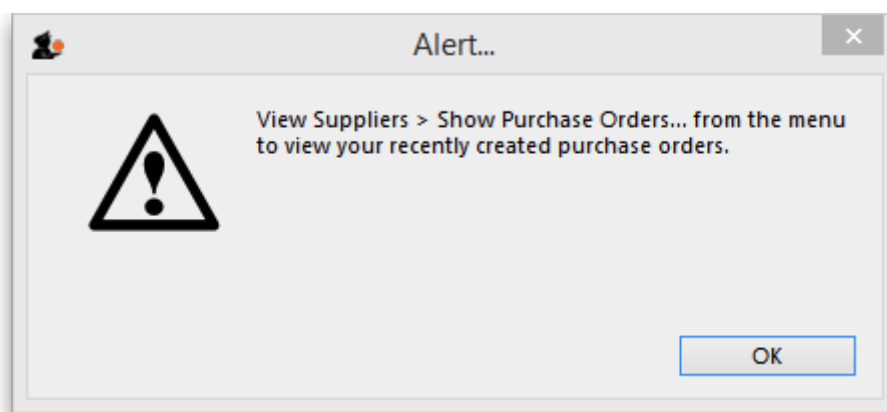 Alert...
View Suppliers > Show Purchase Orders... from the menu
to view your recently created purchase orders.
OK